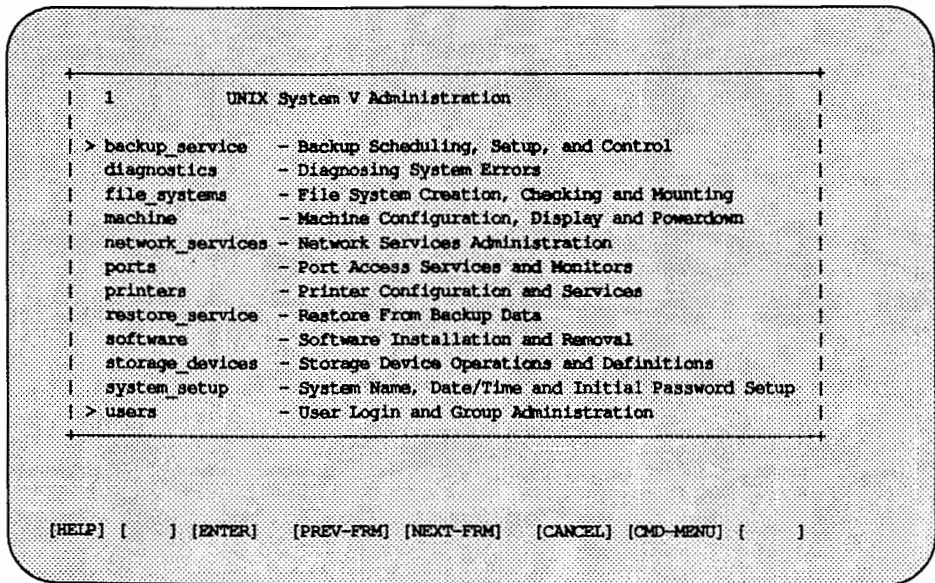 1 UNIX System V Administration
> backup_service - Backup Scheduling, Setup, and Control
diagnostics - Diagnosing System Errors
file_systems - File System Creation, Checking and Mounting
machine - Machine Configuration, Display and Powerdown
network_services - Network Services Administration
ports - Port Access Services and Monitors
printers - Printer Configuration and Services
restore_service - Restore From Backup Data
software - Software Installation and Removal
storage_devices - Storage Device Operations and Definitions
system_setup - System Name, Date/Time and Initial Password Setup
> users - User Login and Group Administration
[HELP] [ ] [ENTER] [PREV-FRM] [NEXT-FRM] [CANCEL] [CMD-MENU] [ ]